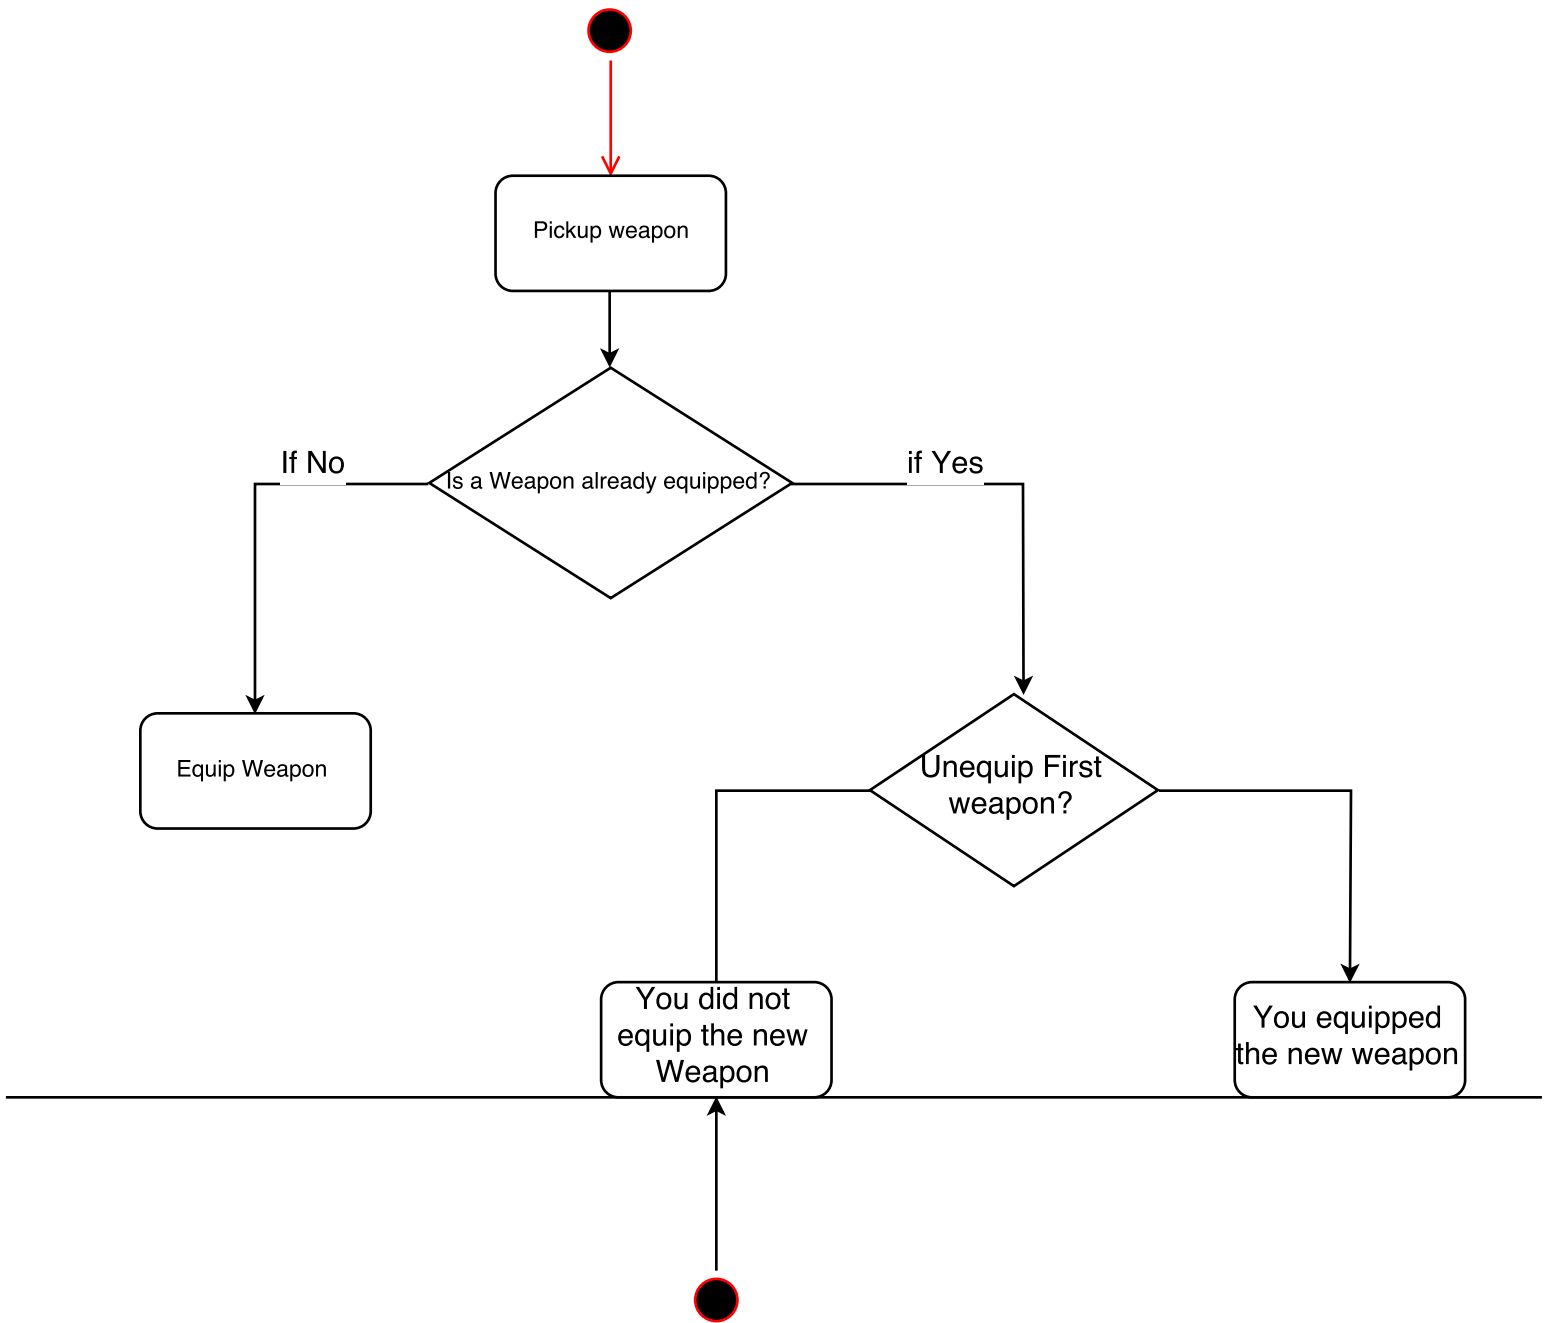 Pickup weapon
If No
Is a Weapon already equipped?
if Yes
Equip Weapon
Unequip First
weapon?
You did not
equip the new
Weapon
You equipped
the new weapon